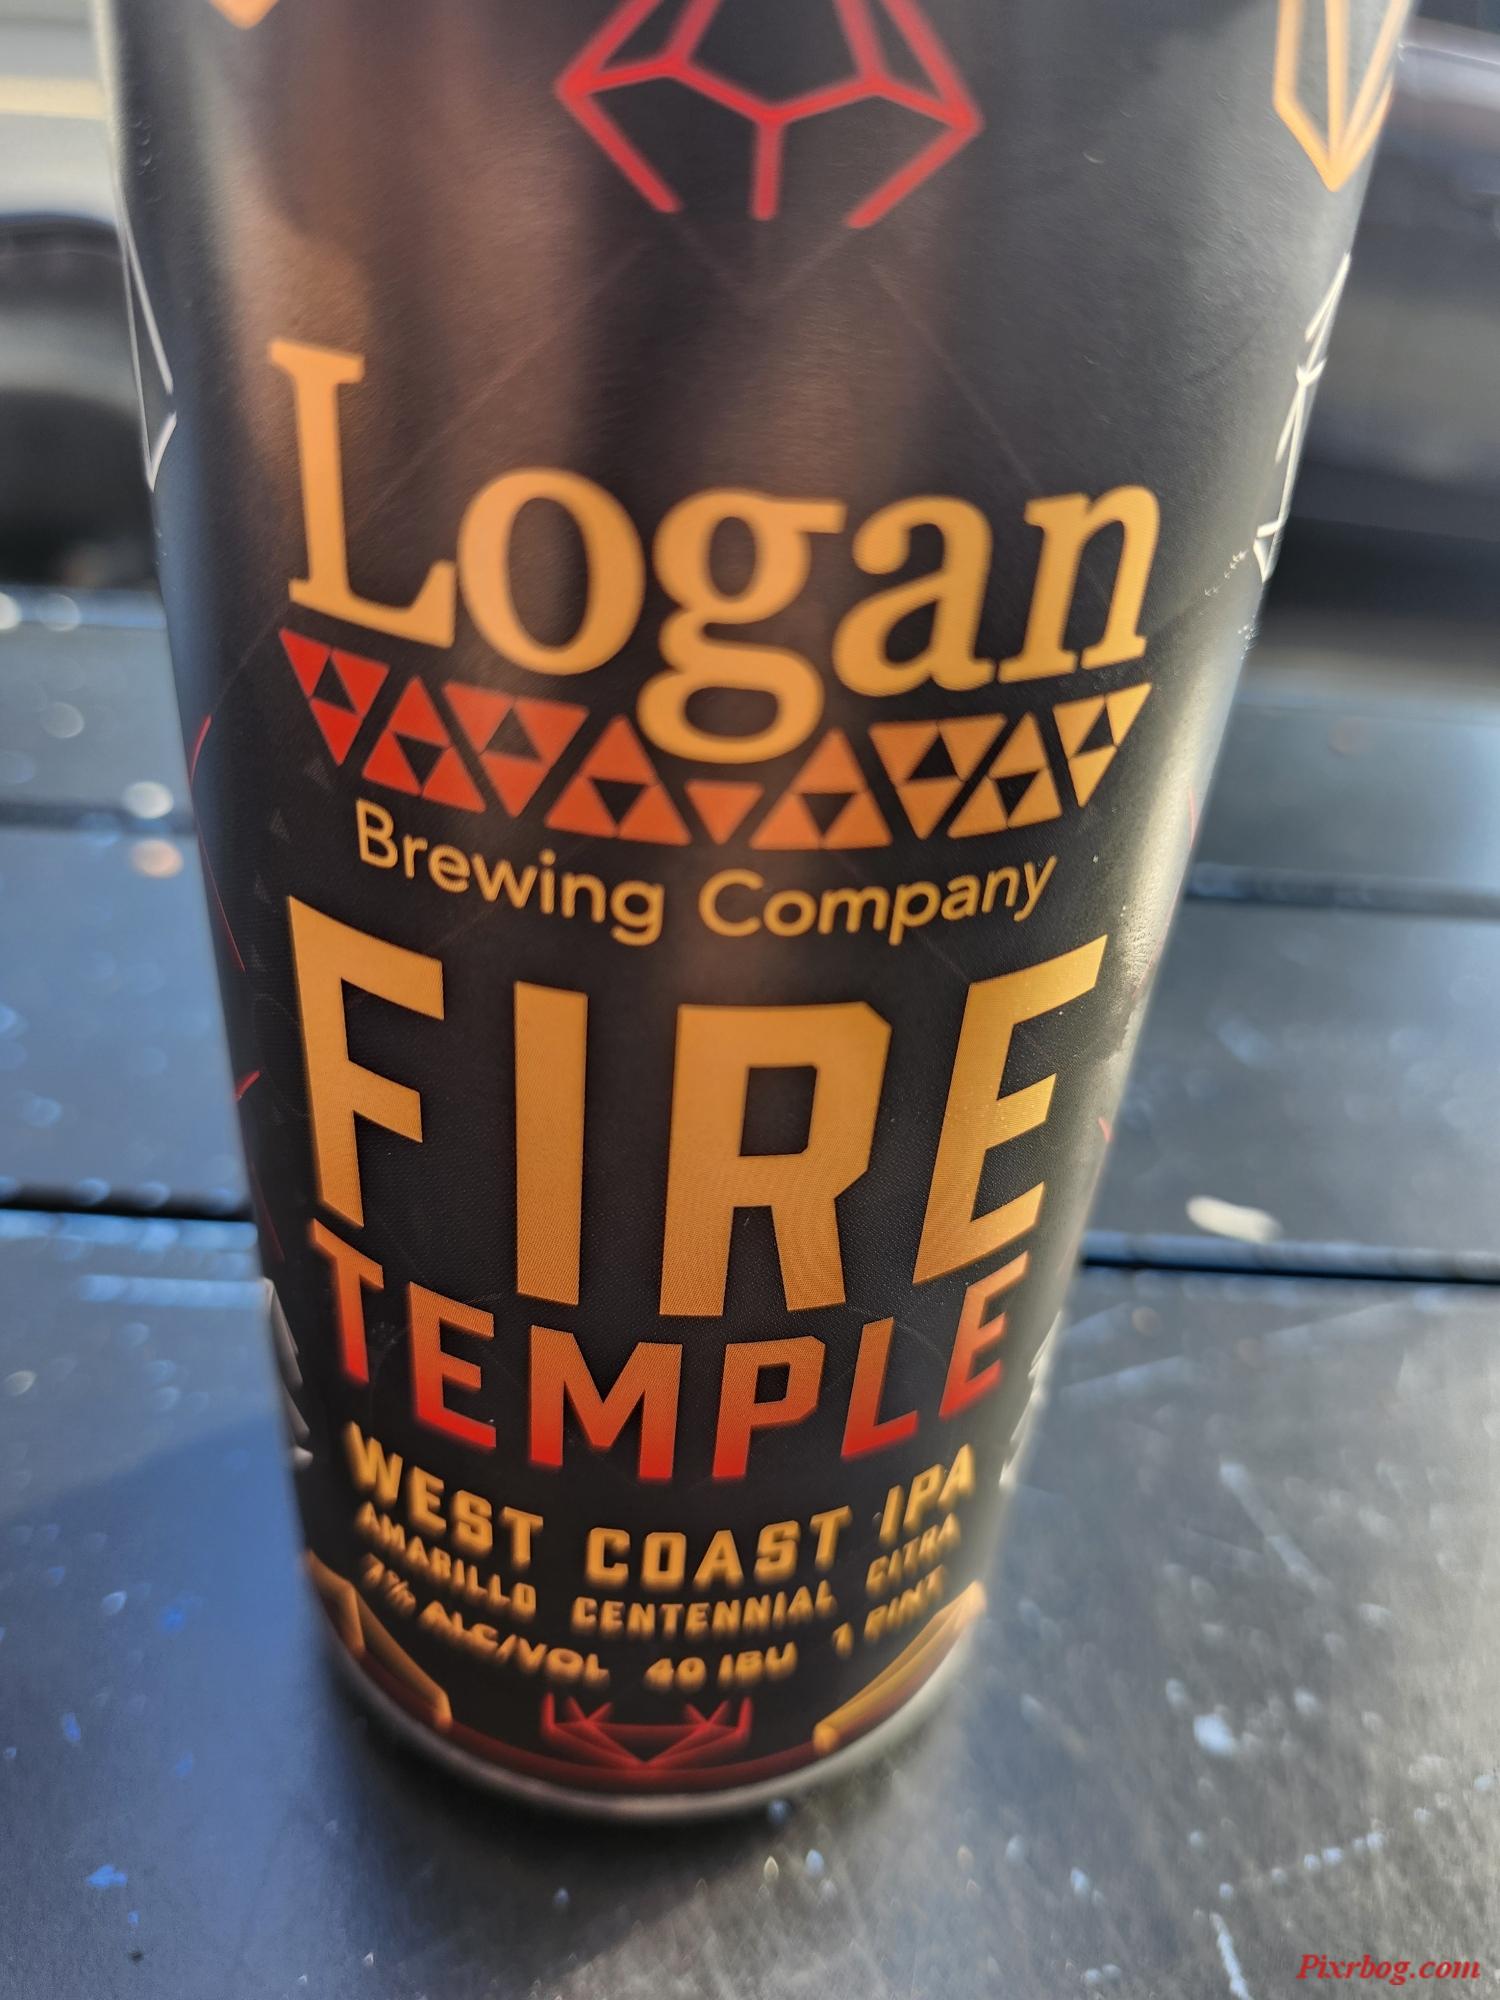 Logan
Brewing Company
FIRE
TEMPLE
WEST COAST IPA
AMARILLO CENTENNIAL CITRA
7% ALC/VOL 40 IBU 1 PINT
Pixrbog.com